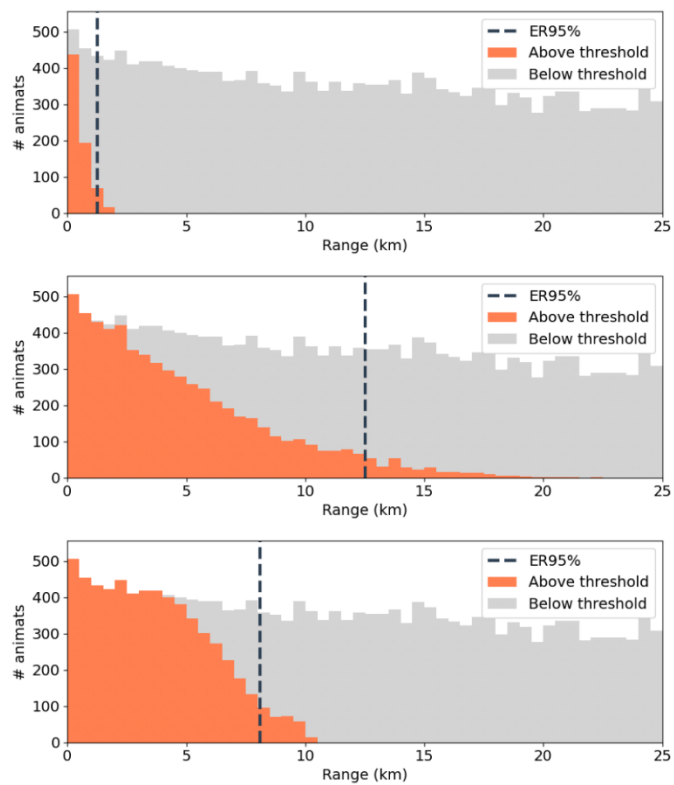 500
400
300
200
100
0
# animats
ER95%
Above threshold
Below threshold
0 5 10 15 20 25
Range (km)
500
400
300
200
100
0
# animats
ER95%
Above threshold
Below threshold
0 5 10 15 20 25
Range (km)
500
400
300
200
100
0
# animats
ER95%
Above threshold
Below threshold
0 5 10 15 20 25
Range (km)